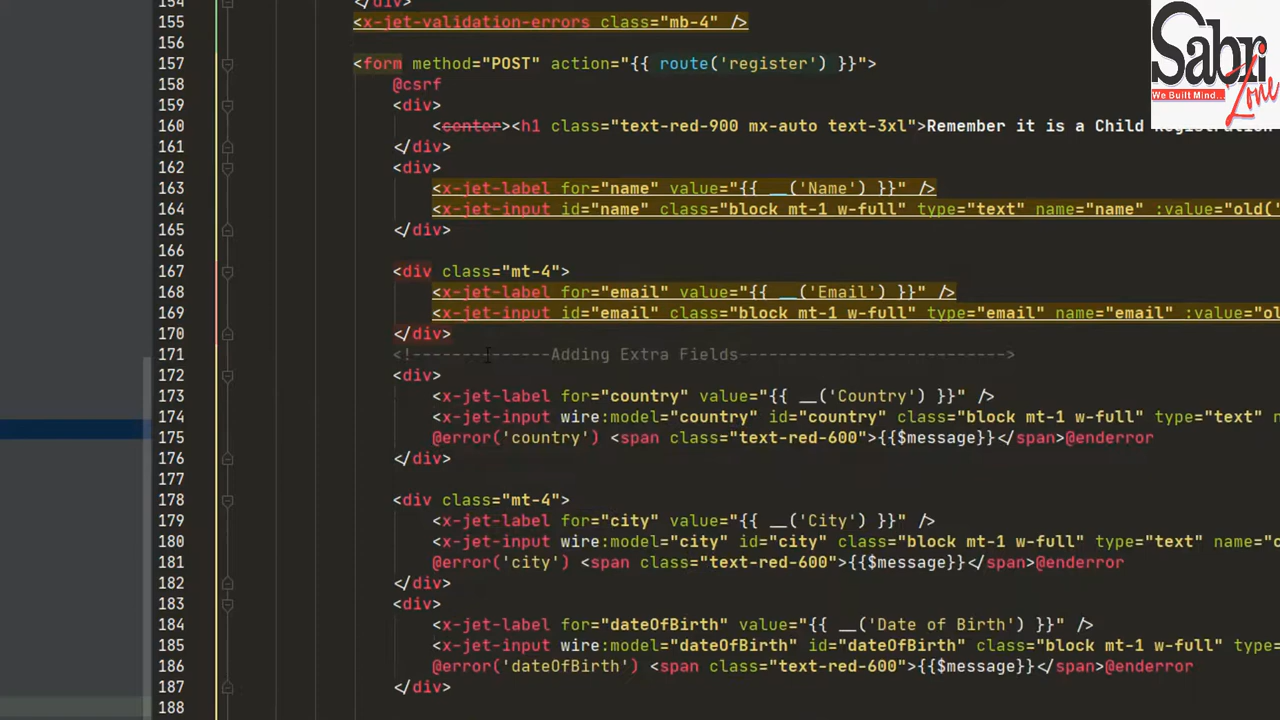 154 </div>
155 <x-jet-validation-errors class="mb-4" />
156
157 <form method="POST" action="{{ route('register') }}">
158 @csrf
159 <div>
160 <center><h1 class="text-red-900 mx-auto text-3xl">Remember it is a Child Registration
161 </div>
162 <div>
163 <x-jet-label for="name" value="{{ __('Name') }}" />
164 <x-jet-input id="name" class="block mt-1 w-full" type="text" name="name" :value="old('
165 </div>
166
167 <div class="mt-4">
168 <x-jet-label for="email" value="{{ __('Email') }}" />
169 <x-jet-input id="email" class="block mt-1 w-full" type="email" name="email" :value="ol
170 </div>
171 <!--------------Adding Extra Fields--------------------------->
172 <div>
173 <x-jet-label for="country" value="{{ __('Country') }}" />
174 <x-jet-input wire:model="country" id="country" class="block mt-1 w-full" type="text" n
175 @error('country') <span class="text-red-600">{{$message}}</span>@enderror
176 </div>
177
178 <div class="mt-4">
179 <x-jet-label for="city" value="{{ __('City') }}" />
180 <x-jet-input wire:model="city" id="city" class="block mt-1 w-full" type="text" name="c
181 @error('city') <span class="text-red-600">{{$message}}</span>@enderror
182 </div>
183 <div>
184 <x-jet-label for="dateOfBirth" value="{{ __('Date of Birth') }}" />
185 <x-jet-input wire:model="dateOfBirth" id="dateOfBirth" class="block mt-1 w-full" type=
186 @error('dateOfBirth') <span class="text-red-600">{{$message}}</span>@enderror
187 </div>
188
Sabri
We Built Mind...
Zone